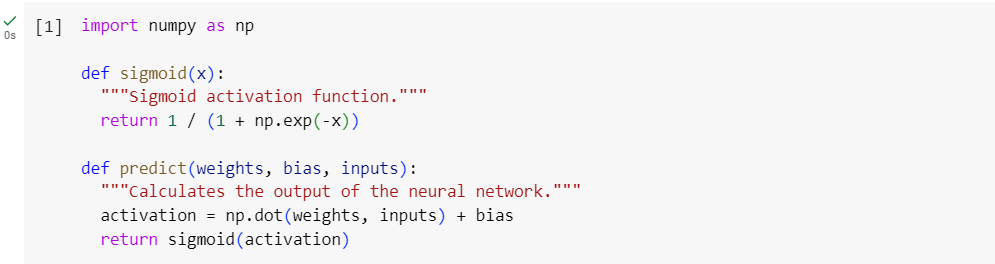 0s
[1] import numpy as np
def sigmoid(x):
"""Sigmoid activation function."""
return 1 / (1 + np.exp(-x))
def predict(weights, bias, inputs):
"""Calculates the output of the neural network."""
activation = np.dot(weights, inputs) + bias
return sigmoid(activation)